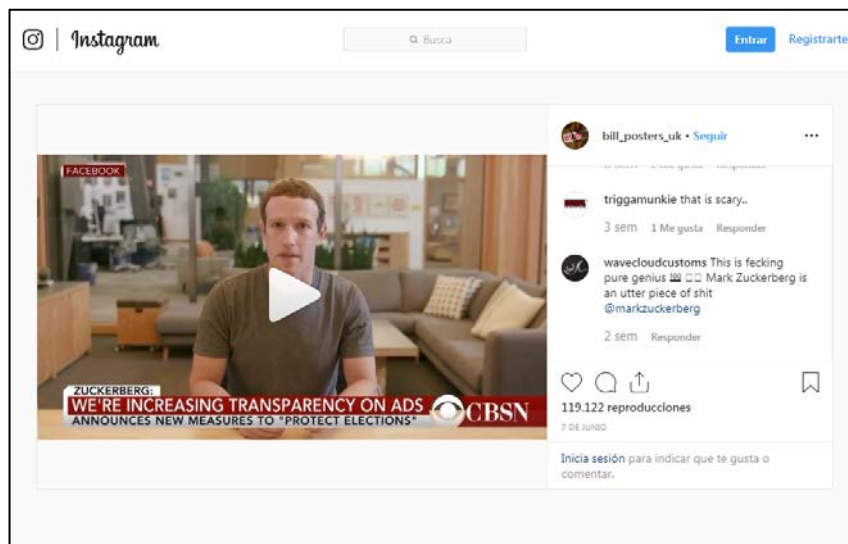 Instagram
Busca
Entrar
Registrarte
FACEBOOK
ZUCKERBERG:
WE'RE INCREASING TRANSPARENCY ON ADS
ANNOUNCES NEW MEASURES TO "PROTECT ELECTIONS"
CBSN
bill_posters_uk • Seguir
triggamunkie that is scary..
3 sem 1 Me gusta Responder
wavecloudcustoms This is fecking
pure genius 💯 □□ Mark Zuckerberg is
an utter piece of shit
@markzuckerberg
2 sem Responder
119.122 reproducciones
7 DE JUNIO
Inicia sesión para indicar que te gusta o
comentar.